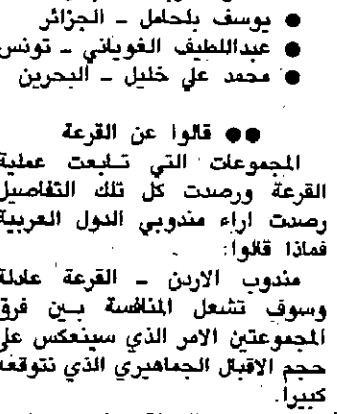 ● يوسف بلحامل ـ الجزائر
● عبداللطيف الغوياني ـ تونس
● محمد علي خليل ـ البحرين
●● قالوا عن القرعة
المجموعات التي تابعت عملية
القرعة ورصدت كل تلك التفاصيل
رصدت اراء مندوبي الدول العربية
فماذا قالوا:
مندوب الاردن ـ القرعة عادلة
وسوف تشعل المنافسة بين فرق
المجموعتين الامر الذي سينعكس على
حجم الاقبال الجماهيري الذي نتوقعه
كبيرا.